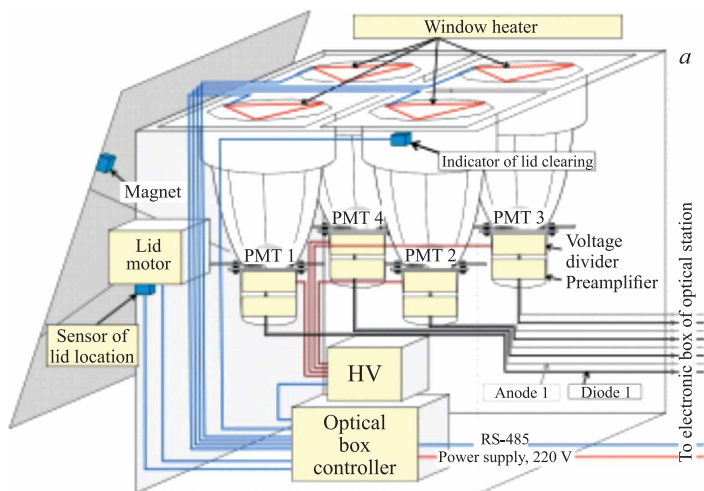 Window heater
a
Indicator of lid clearing
Magnet
PMT 4
PMT 3
Lid
motor
PMT 1
PMT 2
Voltage
divider
Preamplifier
Sensor of
lid location
HV
Anode 1
Diode 1
Optical
box
controller
RS-485
Power supply, 220 V
To electronic box of optical station